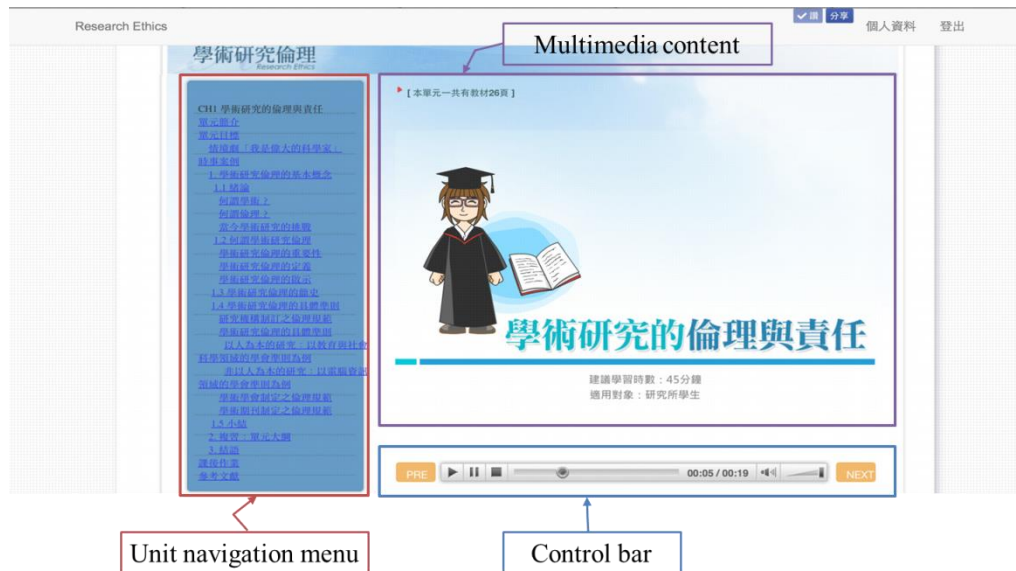 讚 分享
Research Ethics
個人資料 登出
Multimedia content
學術研究倫理
Research Ethics
CH1 學術研究的倫理與責任
單元簡介
單元目標
情境劇「我是偉大的科學家」
時事案例
1. 學術研究倫理的基本概念
1.1 緒論
何謂學術？
何謂倫理？
當今學術研究的挑戰
1.2 何謂學術研究倫理
學術研究倫理的重要性
學術研究倫理的定義
學術研究倫理的啟示
1.3 學術研究倫理的簡史
1.4 學術研究倫理的具體準則
研究機構制訂之倫理規範
學術研究倫理的具體準則
以人為本的研究：以教育與社會
科學領域的學會準則為例
非以人為本的研究：以電腦資訊
領域的學會準則為例
學術學會制定之倫理規範
學術期刊制定之倫理規範
1.5 小結
2. 複習：單元大綱
3. 結語
課後作業
參考文獻
[ 本單元一共有教材26頁 ]
學術研究的倫理與責任
建議學習時數：45分鐘
適用對象：研究所學生
PRE 00:05 / 00:19 NEXT
Unit navigation menu
Control bar